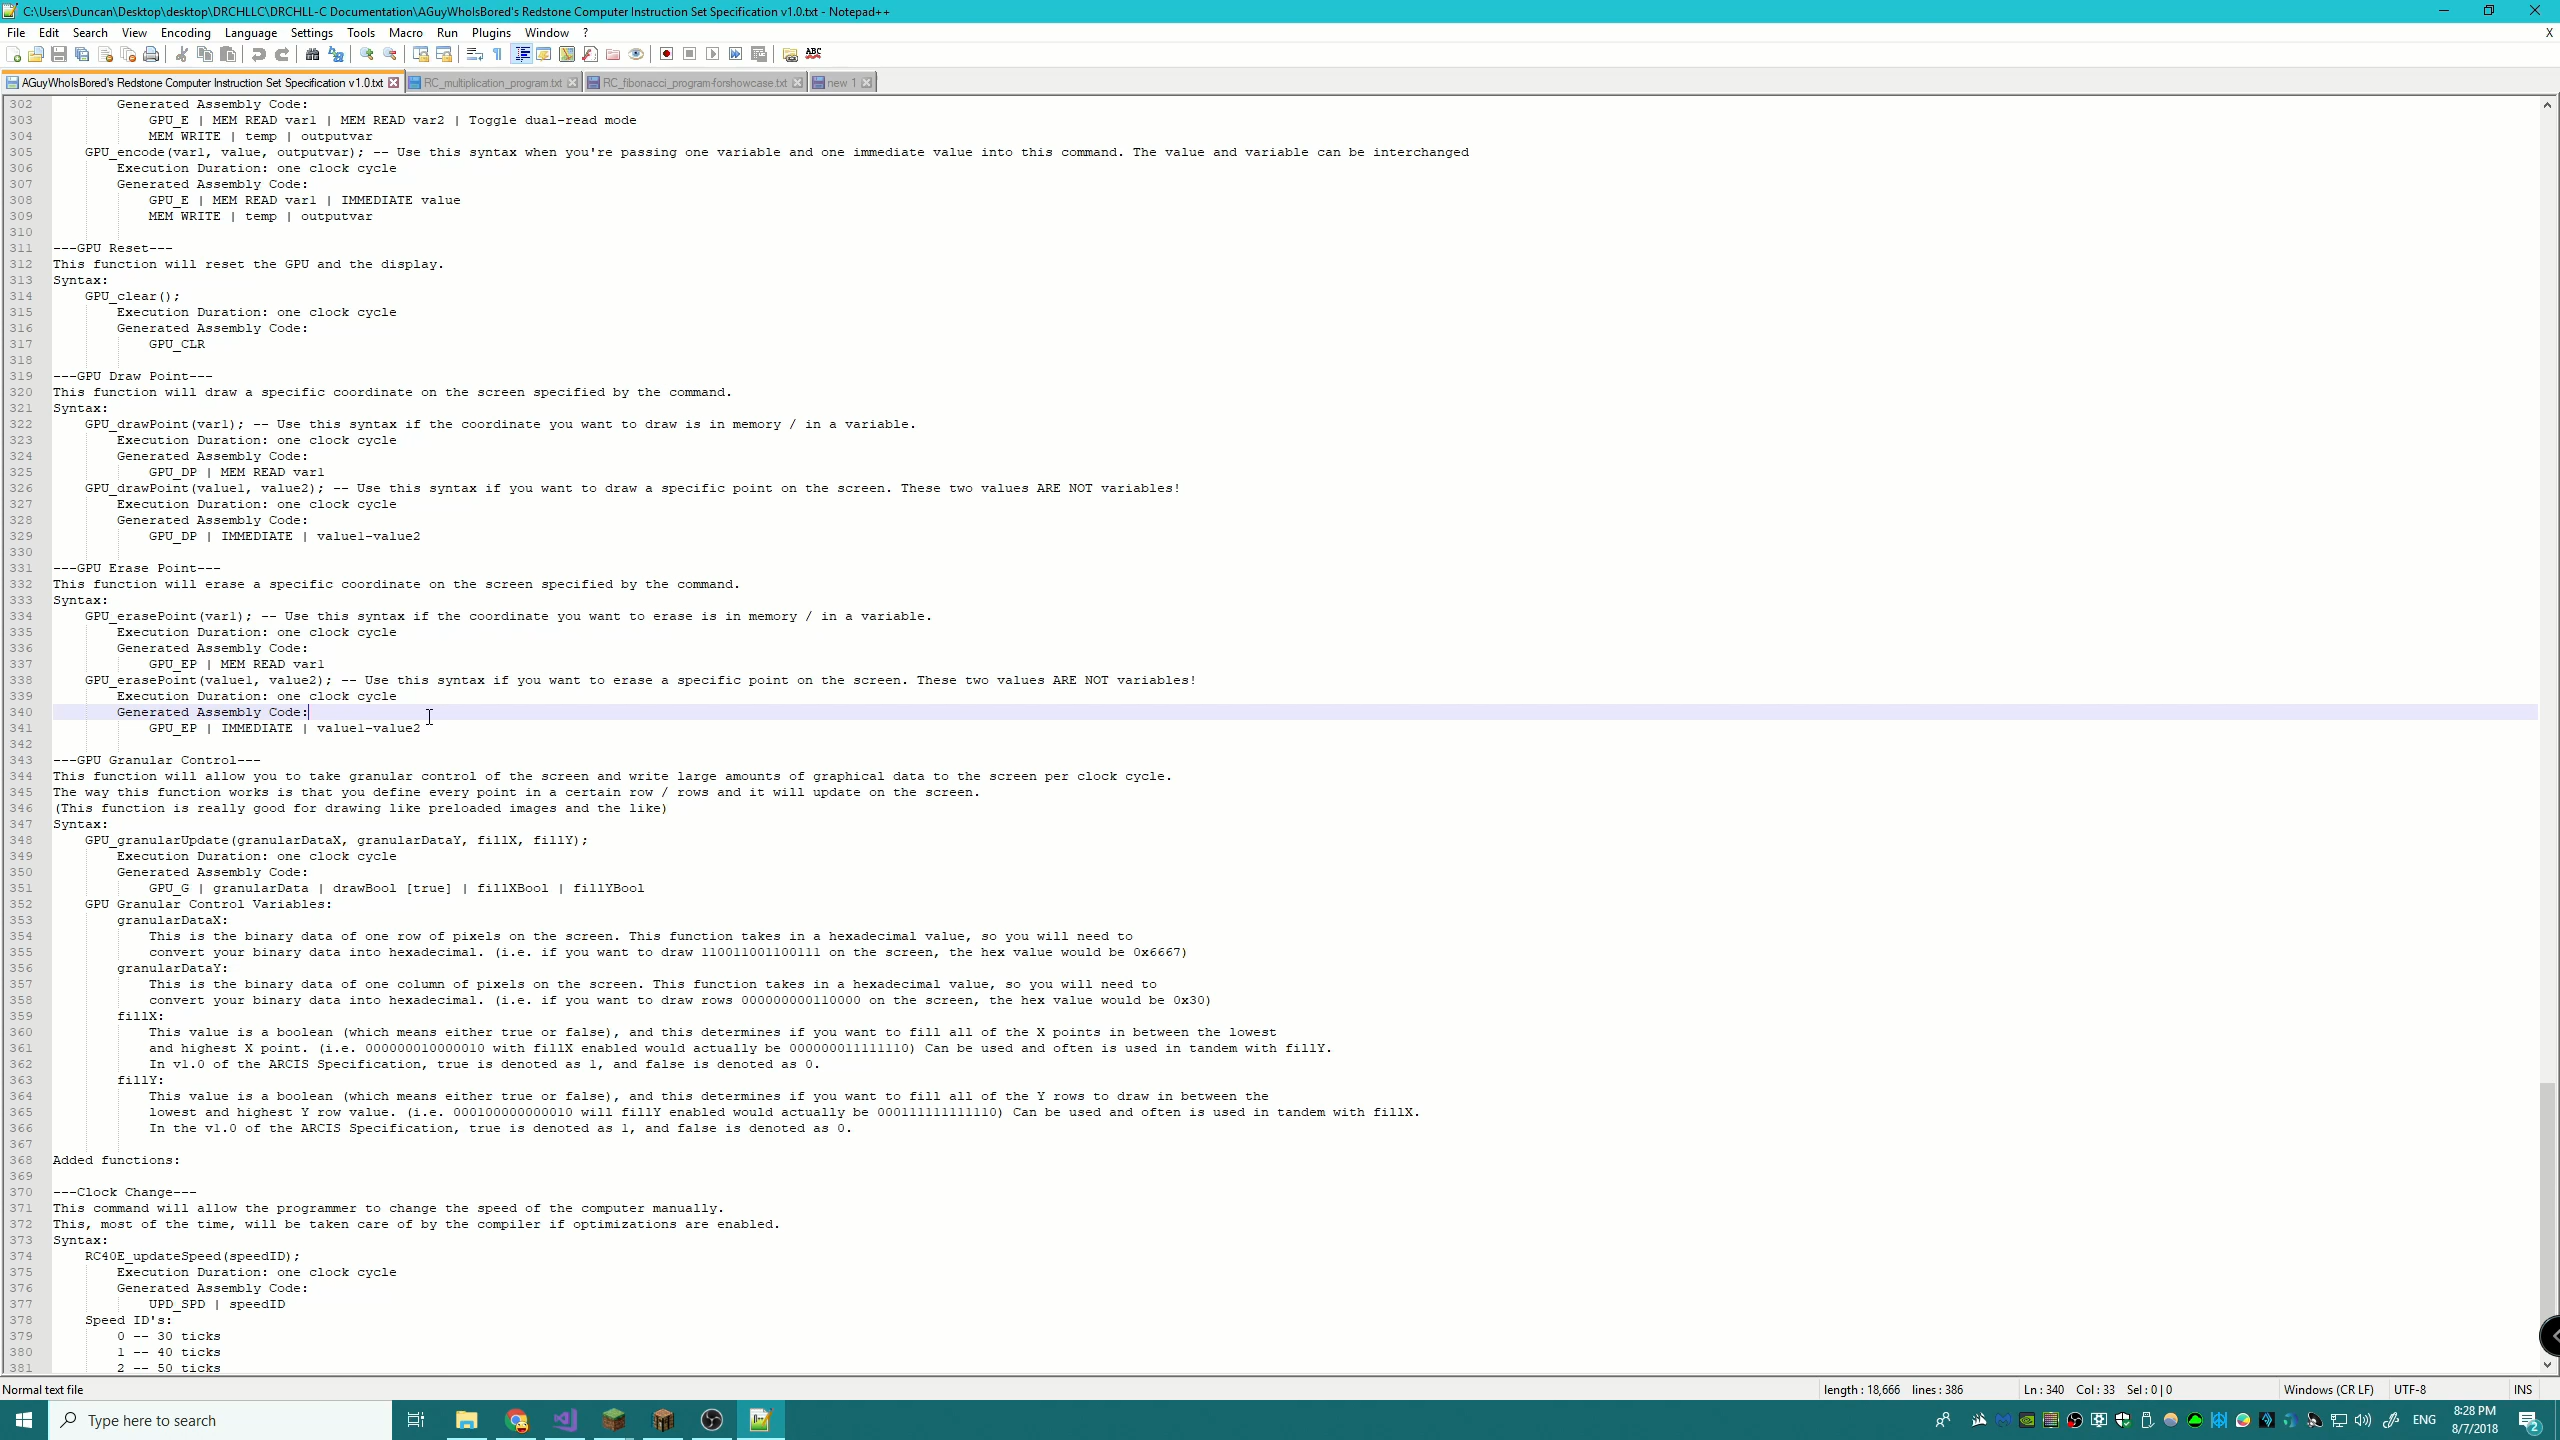 C:\Users\Duncan\Desktop\desktop\DRCHLLC\DRCHLL-C Documentation\AGuyWhoIsBored's Redstone Computer Instruction Set Specification v1.0.txt - Notepad++
File Edit Search View Encoding Language Settings Tools Macro Run Plugins Window ? X
ABC
AGuyWhoIsBored's Redstone Computer Instruction Set Specification v1.0.txt RC_multiplication_program.txt RC_fibonacci_program-forshowcase.txt new 1
302 Generated Assembly Code:
303 GPU_E | MEM READ var1 | MEM READ var2 | Toggle dual-read mode
304 MEM WRITE | temp | outputvar
305 GPU_encode(var1, value, outputvar); -- Use this syntax when you're passing one variable and one immediate value into this command. The value and variable can be interchanged
306 Execution Duration: one clock cycle
307 Generated Assembly Code:
308 GPU_E | MEM READ var1 | IMMEDIATE value
309 MEM WRITE | temp | outputvar
310
311 ---GPU Reset---
312 This function will reset the GPU and the display.
313 Syntax:
314 GPU_clear();
315 Execution Duration: one clock cycle
316 Generated Assembly Code:
317 GPU_CLR
318
319 ---GPU Draw Point---
320 This function will draw a specific coordinate on the screen specified by the command.
321 Syntax:
322 GPU_drawPoint(var1); -- Use this syntax if the coordinate you want to draw is in memory / in a variable.
323 Execution Duration: one clock cycle
324 Generated Assembly Code:
325 GPU_DP | MEM READ var1
326 GPU_drawPoint(value1, value2); -- Use this syntax if you want to draw a specific point on the screen. These two values ARE NOT variables!
327 Execution Duration: one clock cycle
328 Generated Assembly Code:
329 GPU_DP | IMMEDIATE | value1-value2
330
331 ---GPU Erase Point---
332 This function will erase a specific coordinate on the screen specified by the command.
333 Syntax:
334 GPU_erasePoint(var1); -- Use this syntax if the coordinate you want to erase is in memory / in a variable.
335 Execution Duration: one clock cycle
336 Generated Assembly Code:
337 GPU_EP | MEM READ var1
338 GPU_erasePoint(value1, value2); -- Use this syntax if you want to erase a specific point on the screen. These two values ARE NOT variables!
339 Execution Duration: one clock cycle
340 Generated Assembly Code:
341 GPU_EP | IMMEDIATE | value1-value2
342
343 ---GPU Granular Control---
344 This function will allow you to take granular control of the screen and write large amounts of graphical data to the screen per clock cycle.
345 The way this function works is that you define every point in a certain row / rows and it will update on the screen.
346 (This function is really good for drawing like preloaded images and the like)
347 Syntax:
348 GPU_granularUpdate(granularDataX, granularDataY, fillX, fillY);
349 Execution Duration: one clock cycle
350 Generated Assembly Code:
351 GPU_G | granularData | drawBool [true] | fillXBool | fillYBool
352 GPU Granular Control Variables:
353 granularDataX:
354 This is the binary data of one row of pixels on the screen. This function takes in a hexadecimal value, so you will need to
355 convert your binary data into hexadecimal. (i.e. if you want to draw 110011001100111 on the screen, the hex value would be 0x6667)
356 granularDataY:
357 This is the binary data of one column of pixels on the screen. This function takes in a hexadecimal value, so you will need to
358 convert your binary data into hexadecimal. (i.e. if you want to draw rows 000000000110000 on the screen, the hex value would be 0x30)
359 fillX:
360 This value is a boolean (which means either true or false), and this determines if you want to fill all of the X points in between the lowest
361 and highest X point. (i.e. 000000010000010 with fillX enabled would actually be 000000011111110) Can be used and often is used in tandem with fillY.
362 In v1.0 of the ARCIS Specification, true is denoted as 1, and false is denoted as 0.
363 fillY:
364 This value is a boolean (which means either true or false), and this determines if you want to fill all of the Y rows to draw in between the
365 lowest and highest Y row value. (i.e. 000100000000010 will fillY enabled would actually be 000111111111110) Can be used and often is used in tandem with fillX.
366 In the v1.0 of the ARCIS Specification, true is denoted as 1, and false is denoted as 0.
367
368 Added functions:
369
370 ---Clock Change---
371 This command will allow the programmer to change the speed of the computer manually.
372 This, most of the time, will be taken care of by the compiler if optimizations are enabled.
373 Syntax:
374 RC40E_updateSpeed(speedID);
375 Execution Duration: one clock cycle
376 Generated Assembly Code:
377 UPD_SPD | speedID
378 Speed ID's:
379 0 -- 30 ticks
380 1 -- 40 ticks
381 2 -- 50 ticks
Normal text file length : 18,666 lines : 386 Ln : 340 Col : 33 Sel : 0 | 0 Windows (CR LF) UTF-8 INS
Type here to search ENG 8:28 PM 2
8/7/2018